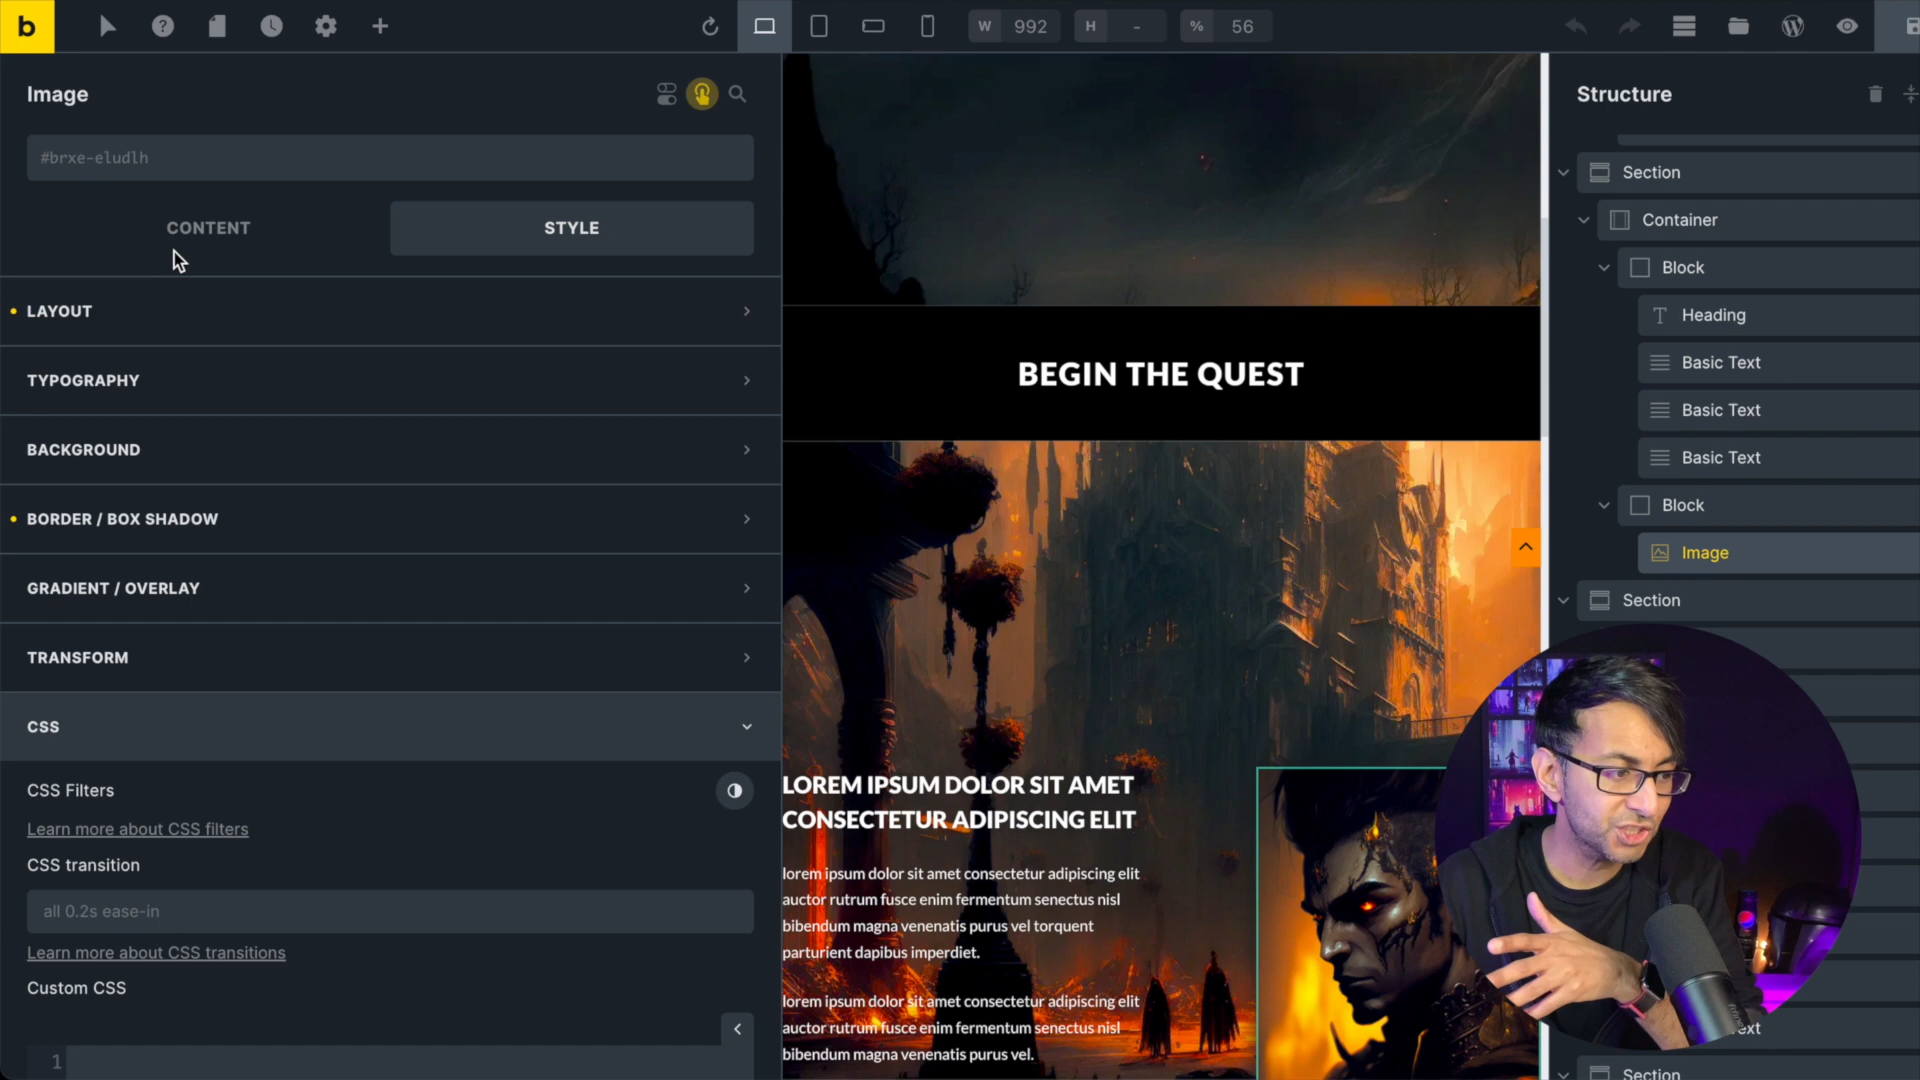 b
W 992 H - % 56
Image
#brxe-eludlh
CONTENT STYLE
LAYOUT
TYPOGRAPHY
BACKGROUND
BORDER / BOX SHADOW
GRADIENT / OVERLAY
TRANSFORM
CSS
CSS Filters
Learn more about CSS filters
CSS transition
all 0.2s ease-in
Learn more about CSS transitions
Custom CSS
1
BEGIN THE QUEST
LOREM IPSUM DOLOR SIT AMET
CONSECTETUR ADIPISCING ELIT
lorem ipsum dolor sit amet consectetur adipiscing elit
auctor rutrum fusce enim fermentum senectus nisl
bibendum magna venenatis purus vel torquent
parturient dapibus imperdiet.
lorem ipsum dolor sit amet consectetur adipiscing elit
auctor rutrum fusce enim fermentum senectus nisl
bibendum magna venenatis purus vel.
Structure
Section
Container
Block
Heading
Basic Text
Basic Text
Basic Text
Block
Image
Section
ext
Section